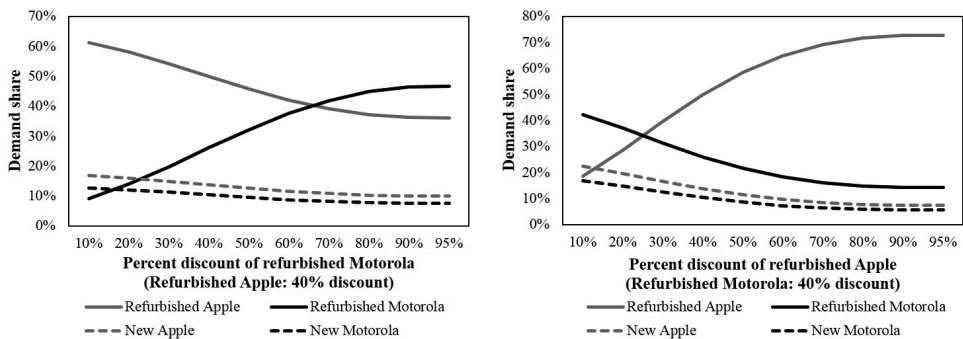 70%
60%
50%
40%
30%
20%
10%
0%
Demand share
10% 20% 30% 40% 50% 60% 70% 80% 90% 95%
Percent discount of refurbished Motorola
(Refurbished Apple: 40% discount)
Refurbished Apple Refurbished Motorola
New Apple New Motorola
80%
70%
60%
50%
40%
30%
20%
10%
0%
Demand share
10% 20% 30% 40% 50% 60% 70% 80% 90% 95%
Percent discount of refurbished Apple
(Refurbished Motorola: 40% discount)
Refurbished Apple Refurbished Motorola
New Apple New Motorola